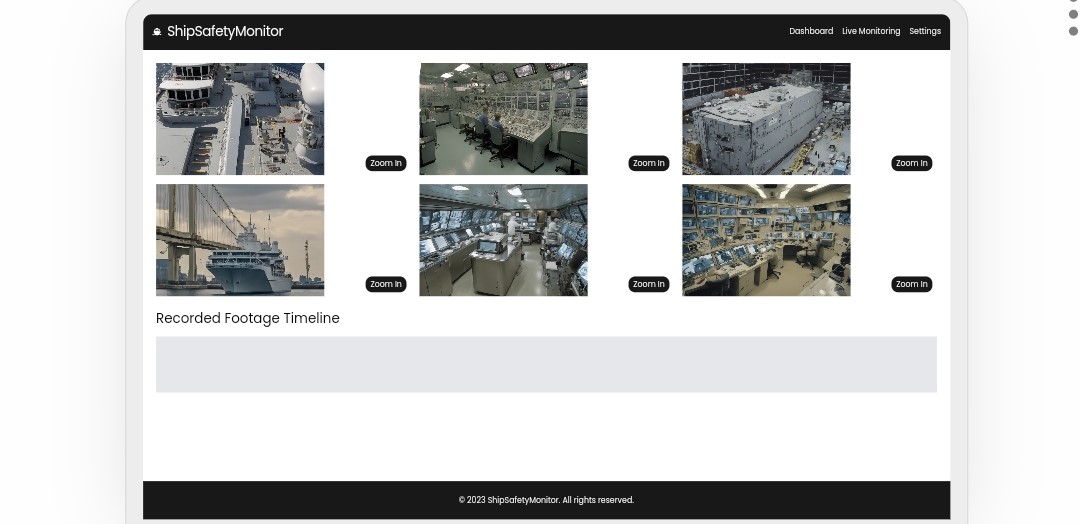 ShipSafetyMonitor
Dashboard Live Monitoring Settings
Zoom In Zoom In Zoom In
Zoom In Zoom In Zoom In
Recorded Footage Timeline
© 2023 ShipSafetyMonitor. All rights reserved.